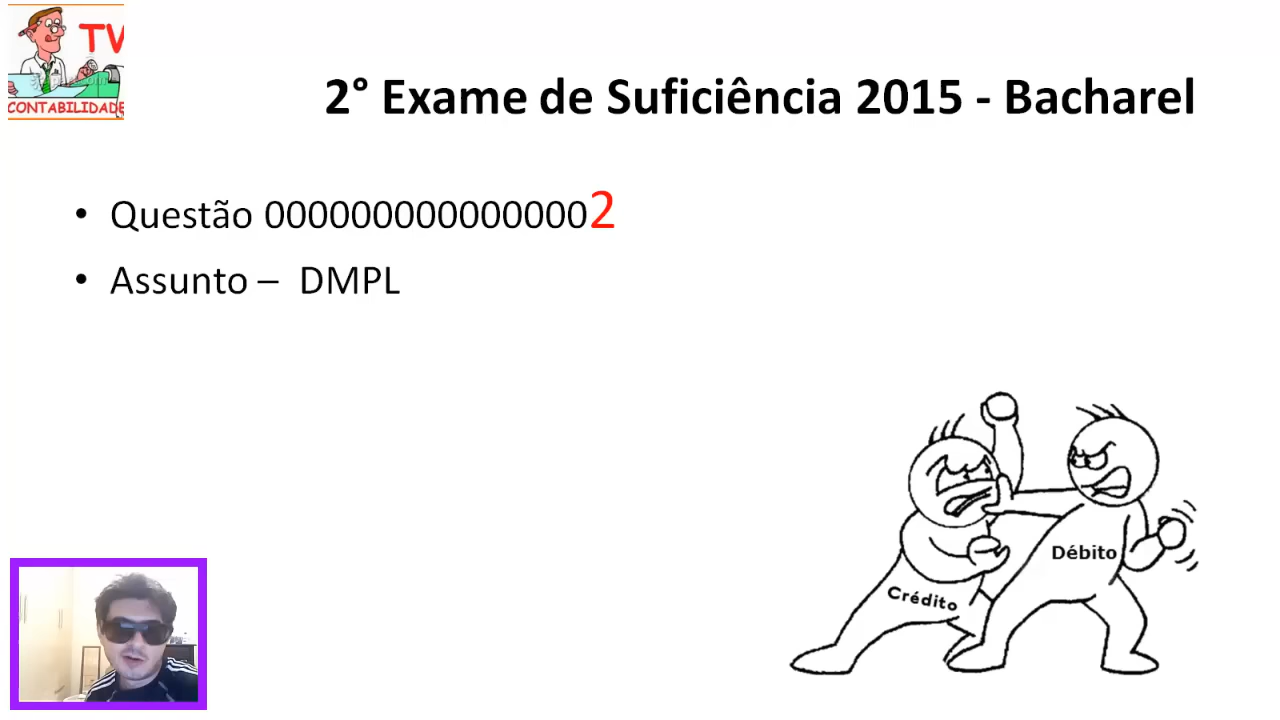 TV
CONTABILIDADE
2° Exame de Suficiência 2015 - Bacharel
• Questão 0000000000000002
• Assunto – DMPL
Débito
Crédito